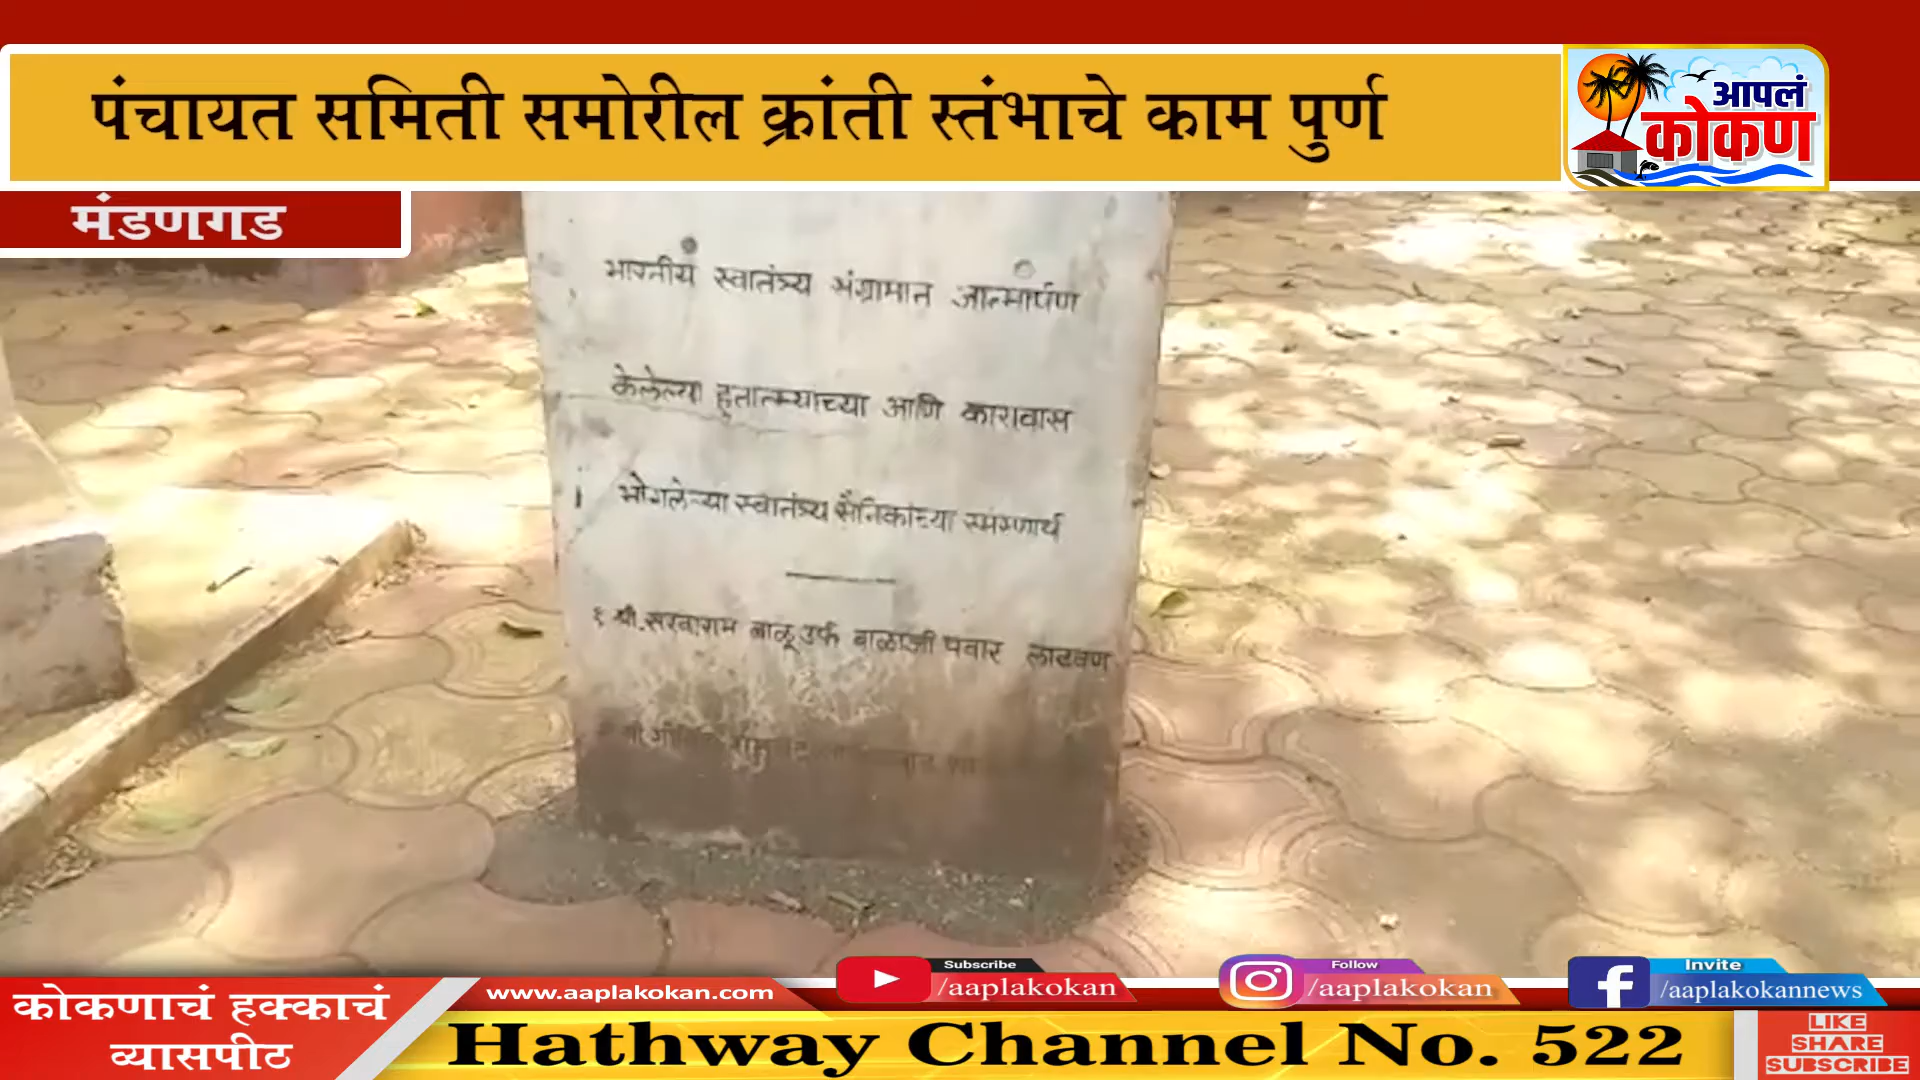 पंचायत समिती समोरील क्रांती स्तंभाचे काम पुर्ण
आपलं
कोकण
मंडणगड
भारतीय स्वातंत्र्य संग्रामात आत्मार्पण
केलेल्या हुतात्म्यांच्या आणि कारावास
भोगलेल्या स्वातंत्र्य सैनिकांच्या स्मरणार्थ
१ श्री.सखाराम बाळू उर्फ बाळाजी पवार लाटवण
कोकणाचं हक्काचं
व्यासपीठ
www.aaplakokan.com
Subscribe
/aaplakokan
Follow
/aaplakokan
Invite
/aaplakokannews
Hathway Channel No. 522
LIKE
SHARE
SUBSCRIBE